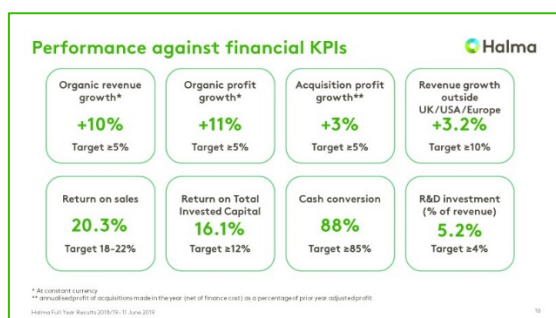 Performance against financial KPIs
Halma
Organic revenue
growth*
+10%
Target ≥5%
Organic profit
growth*
+11%
Target ≥5%
Acquisition profit
growth**
+3%
Target ≥5%
Revenue growth
outside
UK/USA/Europe
+3.2%
Target ≥10%
Return on sales
20.3%
Target 18-22%
Return on Total
Invested Capital
16.1%
Target ≥12%
Cash conversion
88%
Target ≥85%
R&D investment
(% of revenue)
5.2%
Target ≥4%
* At constant currency
** annualised profit of acquisitions made in the year (net of finance cost) as a percentage of prior year adjusted profit
Halma Full Year Results 2018/19 - 11 June 2019